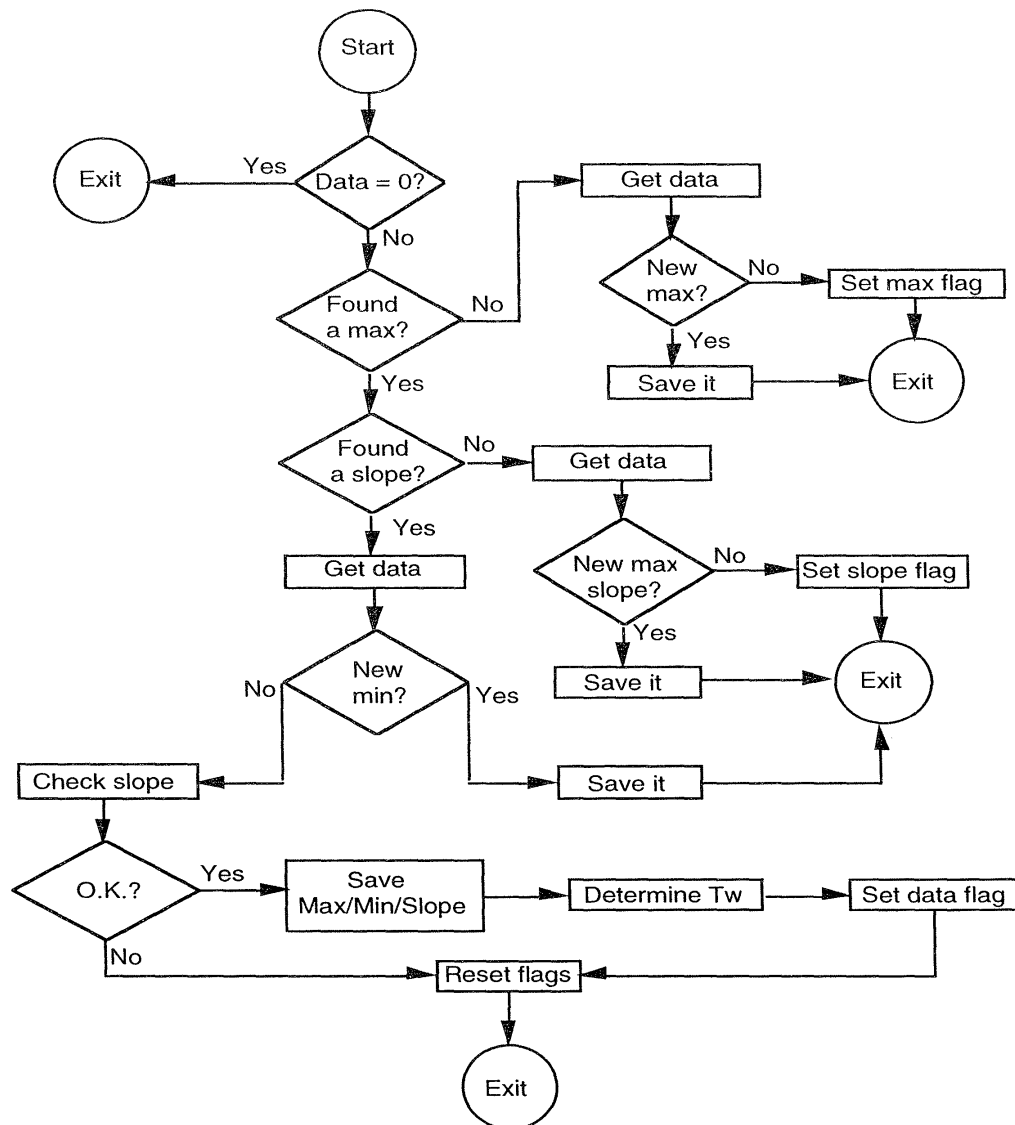 Start
Exit
Yes
Data = 0?
No
Get data
New
max?
No
Set max flag
Yes
Save it
Exit
Found
a max?
No
Yes
Found
a slope?
No
Get data
Yes
New max
slope?
No
Set slope flag
Yes
Save it
Exit
Get data
New
min?
No
Yes
Save it
Check slope
O.K.?
Yes
Save
Max/Min/Slope
Determine Tw
Set data flag
No
Reset flags
Exit